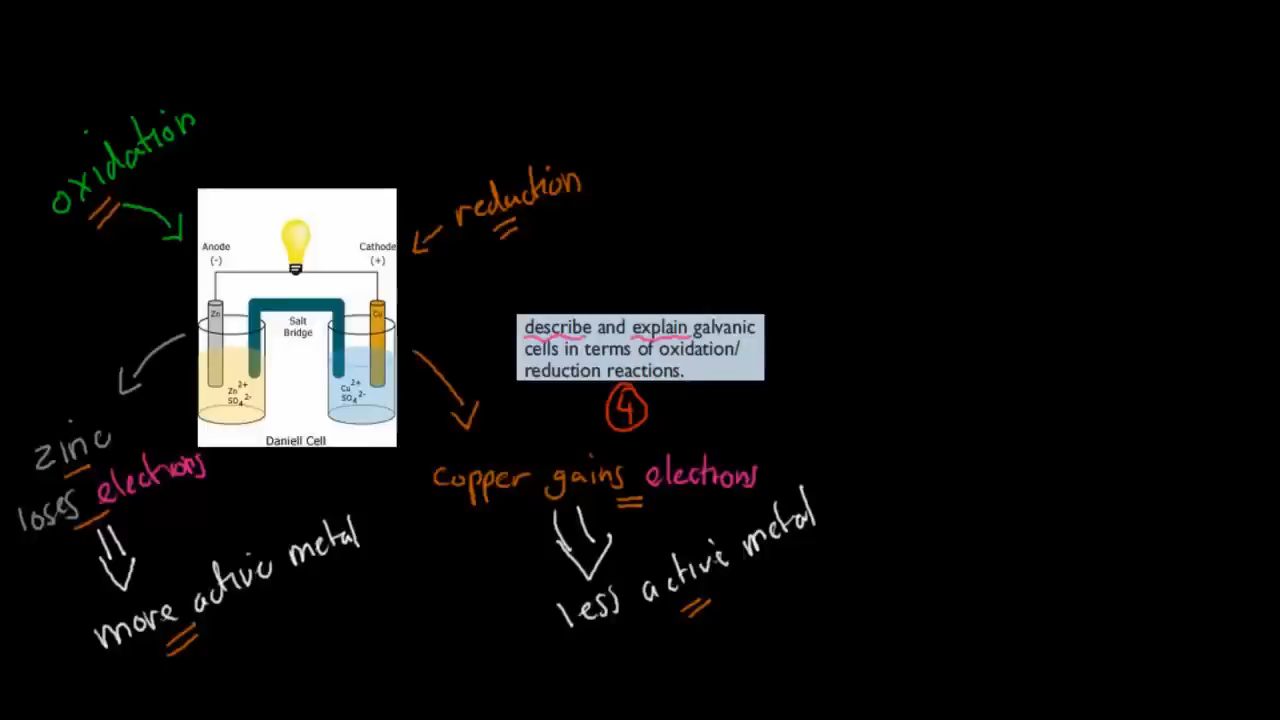 oxidation
reduction
Anode
(-)
Cathode
(+)
Zn
Cu
Salt
Bridge
Zn2+
SO42-
Cu2+
SO42-
Daniell Cell
describe and explain galvanic
cells in terms of oxidation/
reduction reactions.
4
zinc
loses electrons
more active metal
copper gains electrons
less active metal